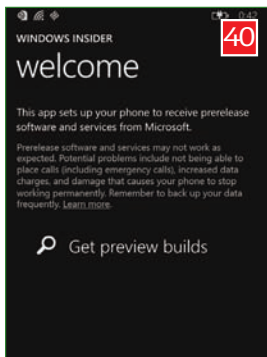 0:42
40
WINDOWS INSIDER
welcome
This app sets up your phone to receive prerelease
software and services from Microsoft.
Prerelease software and services may not work as
expected. Potential problems include not being able to
place calls (including emergency calls), increased data
charges, and damage that causes your phone to stop
working permanently. Remember to back up your data
frequently. Learn more.
Get preview builds